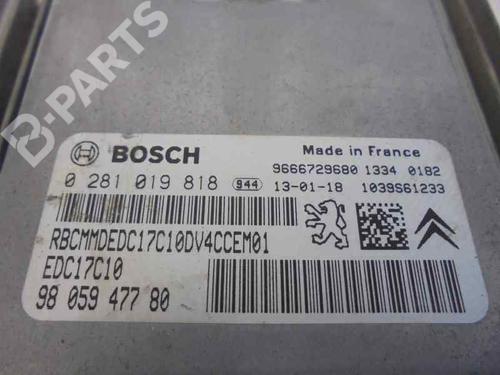 B-PARTS
BOSCH
Made in France
9666729680 1334 0182
0 281 019 818 944 13-01-18 1039S61233
RBCMMDEDC17C10DV4CCEM01
EDC17C10
98 059 477 80